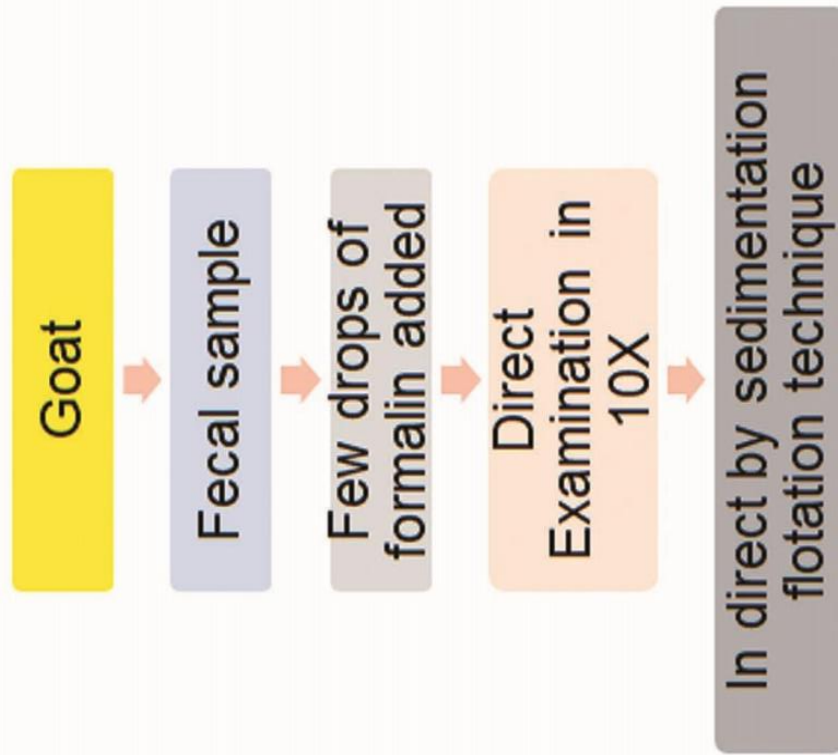 Goat
Fecal sample
Few drops of
formalin added
Direct
Examination in
10X
In direct by sedimentation
flotation technique